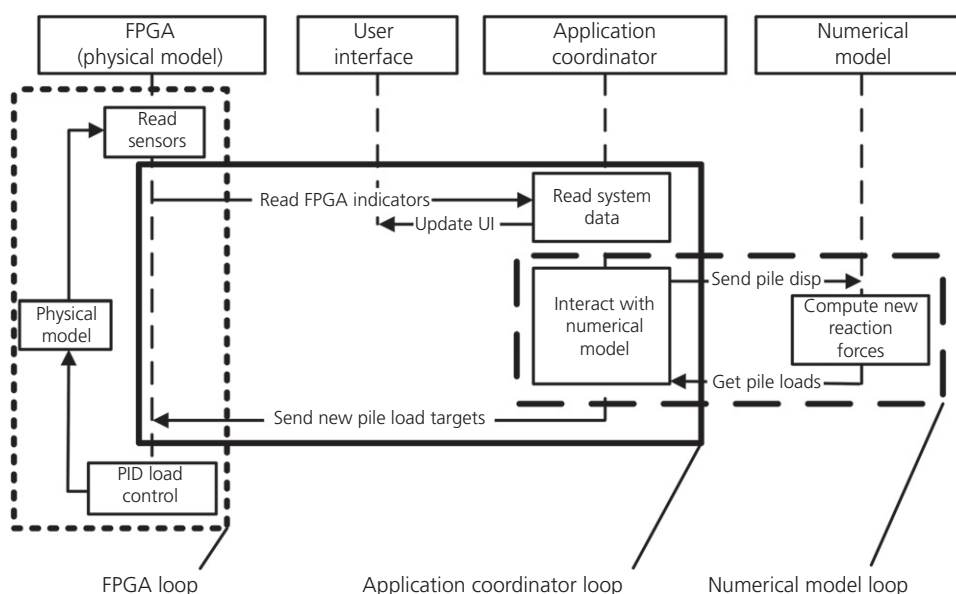 FPGA
(physical model)
User
interface
Application
coordinator
Numerical
model
Read
sensors
Read FPGA indicators
Read system
data
Update UI
Send pile disp
Physical
model
Interact with
numerical
model
Compute new
reaction
forces
Get pile loads
Send new pile load targets
PID load
control
FPGA loop
Application coordinator loop
Numerical model loop